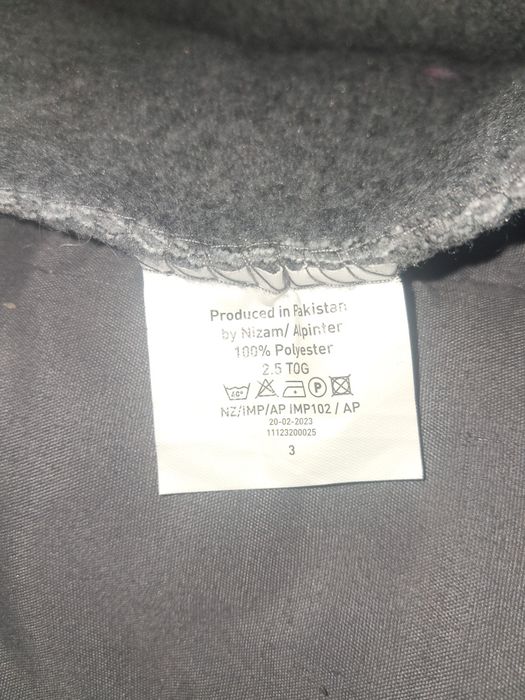 Produced in Pakistan
by Nizam/ Alpinter
100% Polyester
2.5 TOG
40°
P
NZ/IMP/AP IMP102 / AP
20-02-2023
11123200025
3